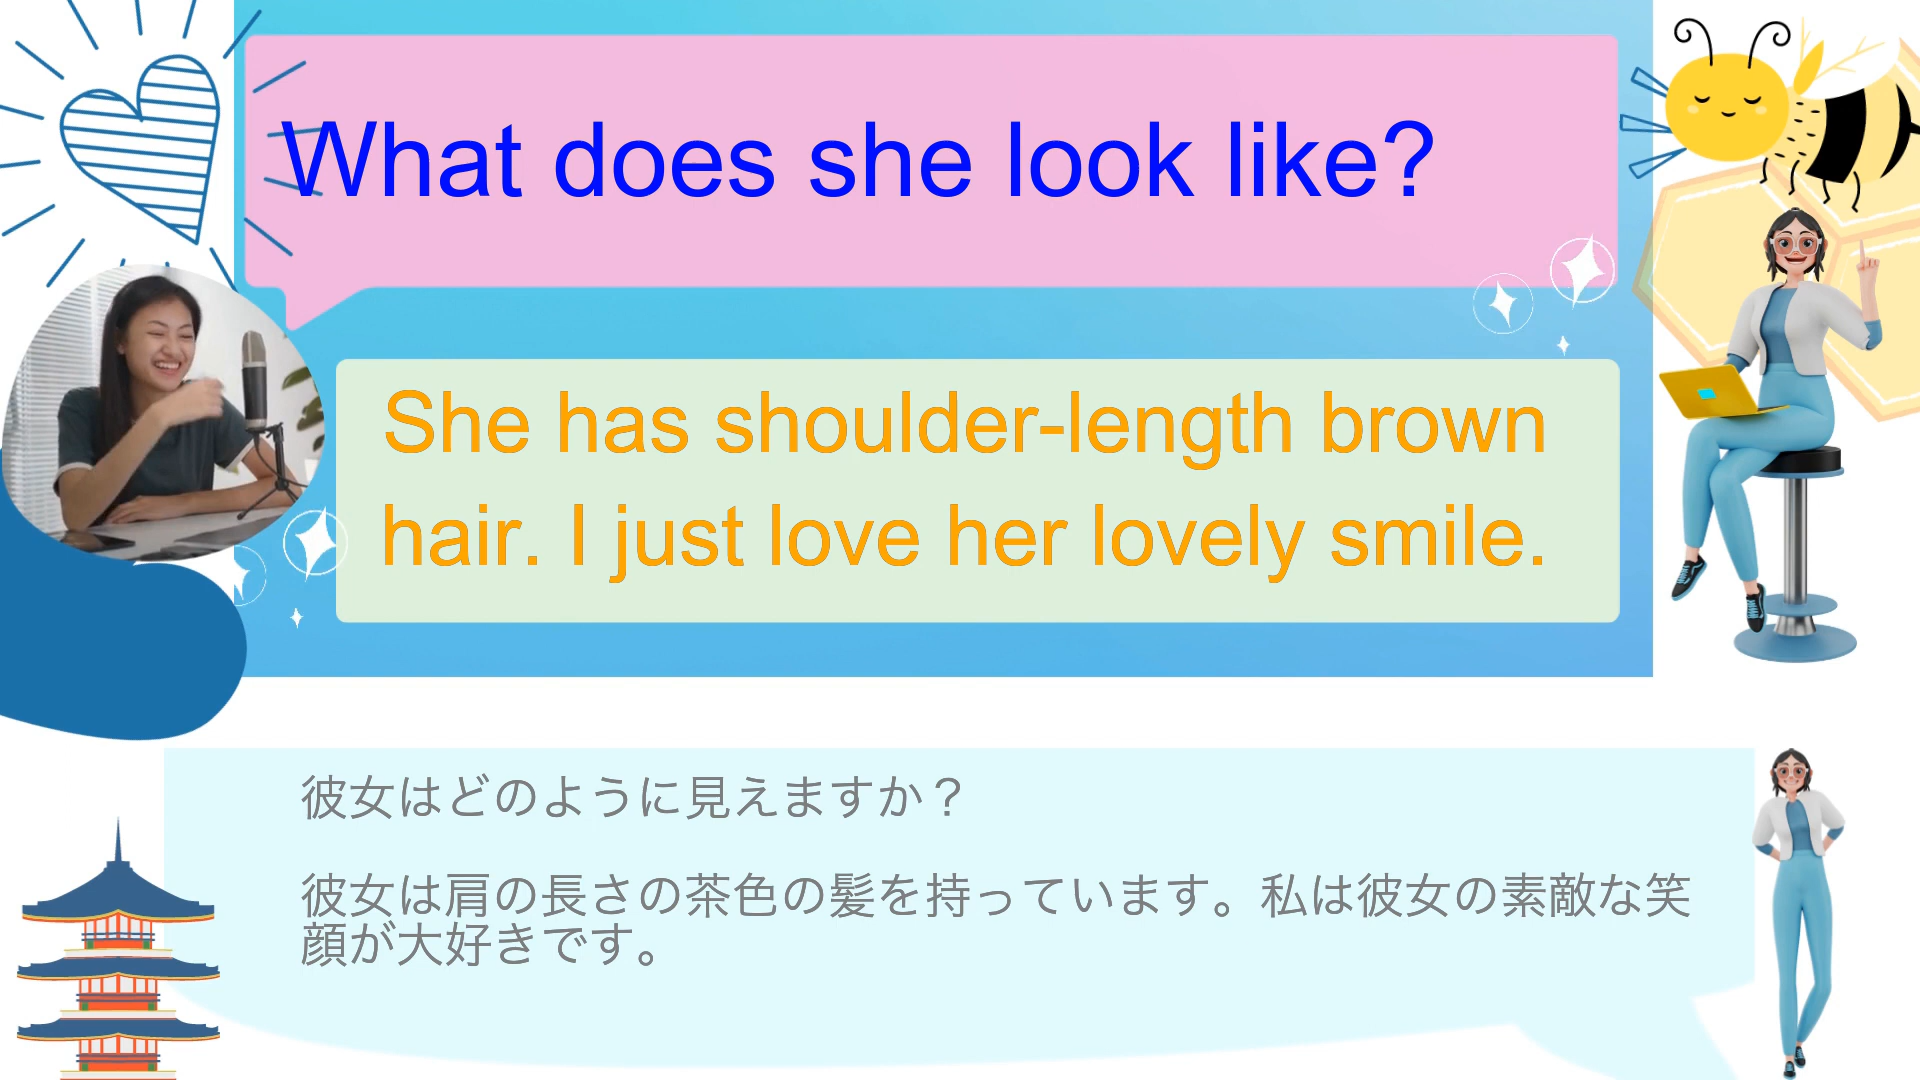 What does she look like?
She has shoulder-length brown
hair. I just love her lovely smile.
彼女はどのように見えますか？
彼女は肩の長さの茶色の髪を持っています。私は彼女の素敵な笑
顔が大好きです。